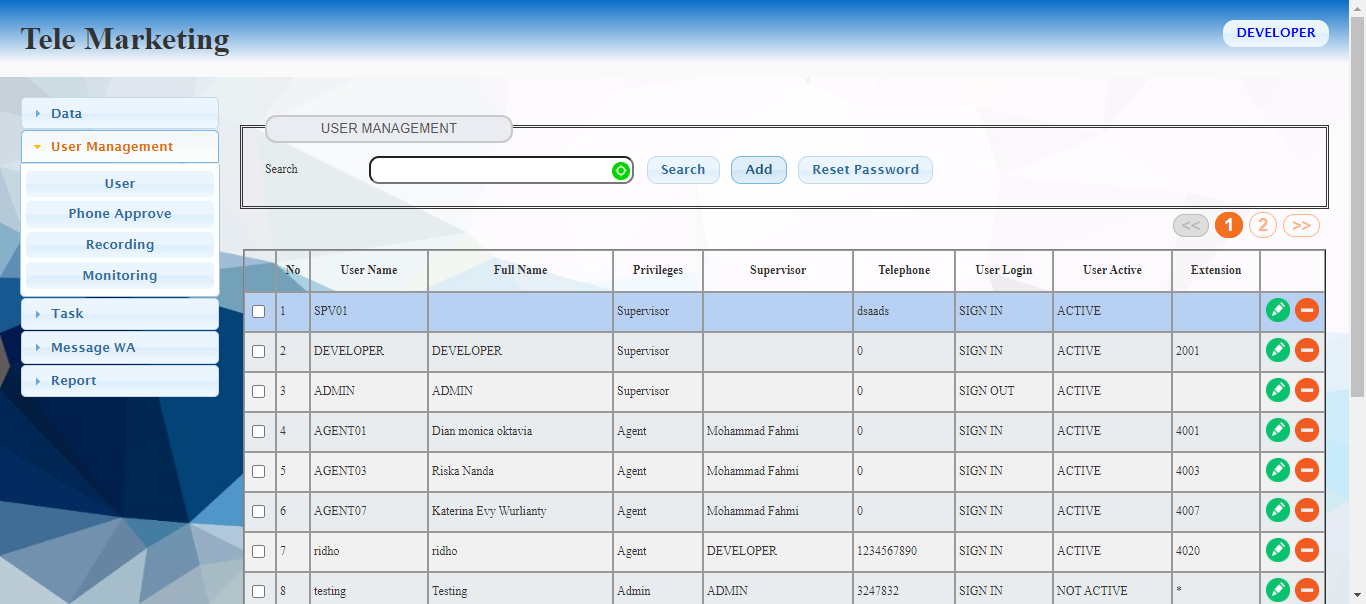 Tele Marketing
DEVELOPER
Data
User Management
User
Phone Approve
Recording
Monitoring
Task
Message WA
Report
USER MANAGEMENT
Search Search Add Reset Password
<< 1 2 >>
No User Name Full Name Privileges Supervisor Telephone User Login User Active Extension
1 SPV01 Supervisor dsaads SIGN IN ACTIVE
2 DEVELOPER DEVELOPER Supervisor 0 SIGN IN ACTIVE 2001
3 ADMIN ADMIN Supervisor 0 SIGN OUT ACTIVE
4 AGENT01 Dian monica oktavia Agent Mohammad Fahmi 0 SIGN IN ACTIVE 4001
5 AGENT03 Riska Nanda Agent Mohammad Fahmi 0 SIGN IN ACTIVE 4003
6 AGENT07 Katerina Evy Wurlianty Agent Mohammad Fahmi 0 SIGN IN ACTIVE 4007
7 ridho ridho Agent DEVELOPER 1234567890 SIGN IN ACTIVE 4020
8 testing Testing Admin ADMIN 3247832 SIGN IN NOT ACTIVE *